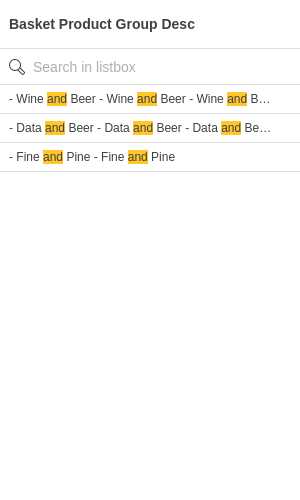 Basket Product Group Desc
Search in listbox
- Wine and Beer - Wine and Beer - Wine and B…
- Data and Beer - Data and Beer - Data and Be…
- Fine and Pine - Fine and Pine